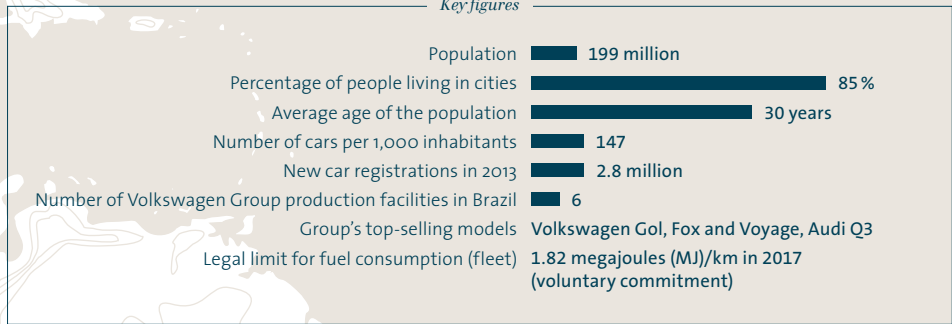 Key figures
Population 199 million
Percentage of people living in cities 85 %
Average age of the population 30 years
Number of cars per 1,000 inhabitants 147
New car registrations in 2013 2.8 million
Number of Volkswagen Group production facilities in Brazil 6
Group’s top-selling models Volkswagen Gol, Fox and Voyage, Audi Q3
Legal limit for fuel consumption (fleet) 1.82 megajoules (MJ)/km in 2017
(voluntary commitment)